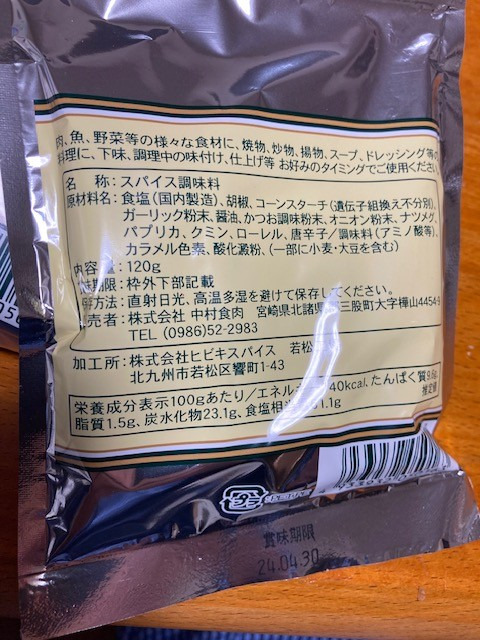 肉、魚、野菜等の様々な食材に、焼物、炒物、揚物、スープ、ドレッシング等の
料理に、下味、調理中の味付け、仕上げ等 お好みのタイミングでご使用ください。
名　称:スパイス調味料
原材料名:食塩(国内製造)、胡椒、コーンスターチ(遺伝子組換え不分別)、
ガーリック粉末、醤油、かつお調味粉末、オニオン粉末、ナツメグ、
パプリカ、クミン、ローレル、唐辛子/調味料(アミノ酸等)、
カラメル色素、酸化澱粉、(一部に小麦・大豆を含む)
内容量:120g
味期限:枠外下部記載
存方法:直射日光、高温多湿を避けて保存してください。
売者:株式会社 中村食肉 宮崎県北諸県 三股町大字樺山4454-9
TEL (0986)52-2983
加工所:株式会社ヒビキスパイス 若松
北九州市若松区響町1-43
栄養成分表示100gあたり/エネル 40kcal、たんぱく質9.6g、
脂質1.5g、炭水化物23.1g、食塩相 1.1g
推定値
賞味期限
24.04.30